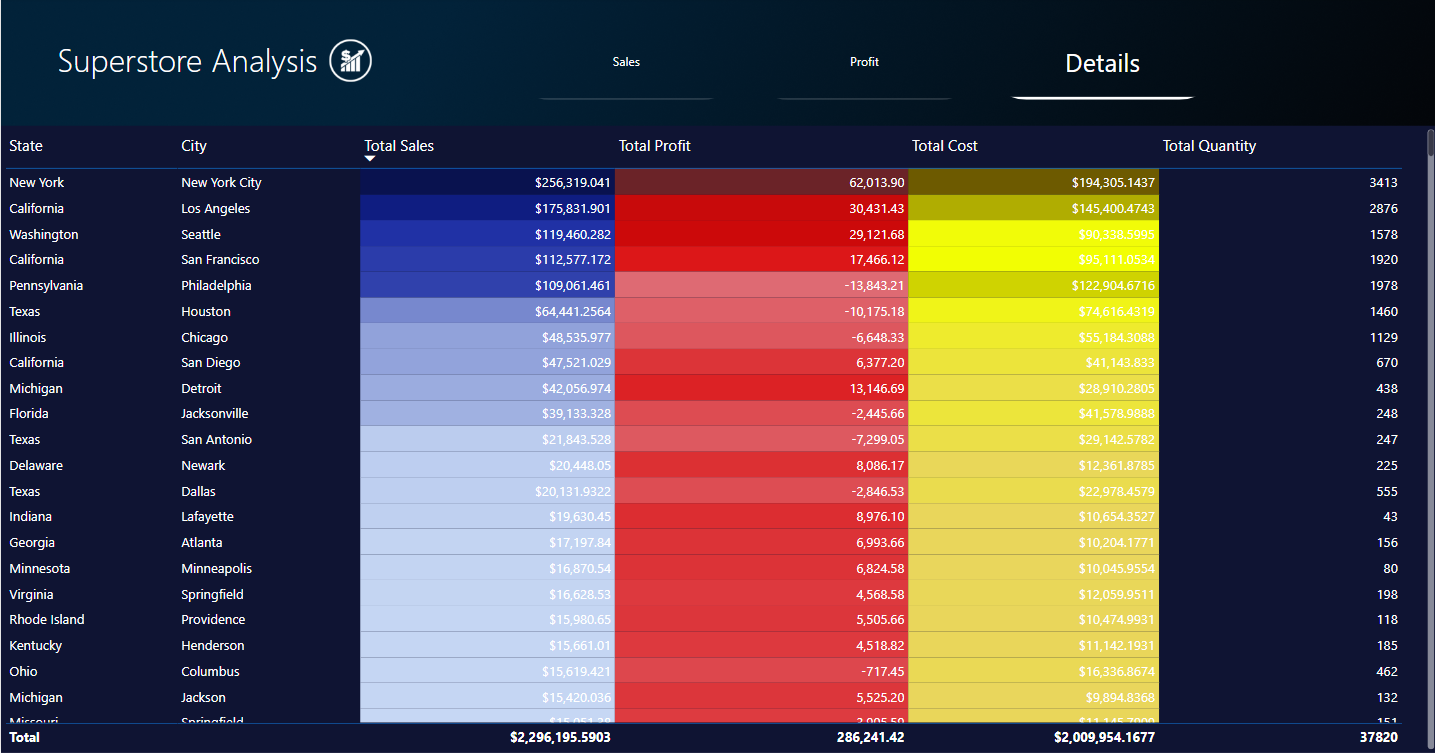 Superstore Analysis
Sales Profit Details
State City Total Sales Total Profit Total Cost Total Quantity
New York New York City $256,319.041 62,013.90 $194,305.1437 3413
California Los Angeles $175,831.901 30,431.43 $145,400.4743 2876
Washington Seattle $119,460.282 29,121.68 $90,338.5995 1578
California San Francisco $112,577.172 17,466.12 $95,111.0534 1920
Pennsylvania Philadelphia $109,061.461 -13,843.21 $122,904.6716 1978
Texas Houston $64,441.2564 -10,175.18 $74,616.4319 1460
Illinois Chicago $48,535.977 -6,648.33 $55,184.3088 1129
California San Diego $47,521.029 6,377.20 $41,143.833 670
Michigan Detroit $42,056.974 13,146.69 $28,910.2805 438
Florida Jacksonville $39,133.328 -2,445.66 $41,578.9888 248
Texas San Antonio $21,843.528 -7,299.05 $29,142.5782 247
Delaware Newark $20,448.05 8,086.17 $12,361.8785 225
Texas Dallas $20,131.9322 -2,846.53 $22,978.4579 555
Indiana Lafayette $19,630.45 8,976.10 $10,654.3527 43
Georgia Atlanta $17,197.84 6,993.66 $10,204.1771 156
Minnesota Minneapolis $16,870.54 6,824.58 $10,045.9554 80
Virginia Springfield $16,628.53 4,568.58 $12,059.9511 198
Rhode Island Providence $15,980.65 5,505.66 $10,474.9931 118
Kentucky Henderson $15,661.01 4,518.82 $11,142.1931 185
Ohio Columbus $15,619.421 -717.45 $16,336.8674 462
Michigan Jackson $15,420.036 5,525.20 $9,894.8368 132
Missouri Springfield 151
Total $2,296,195.5903 286,241.42 $2,009,954.1677 37820